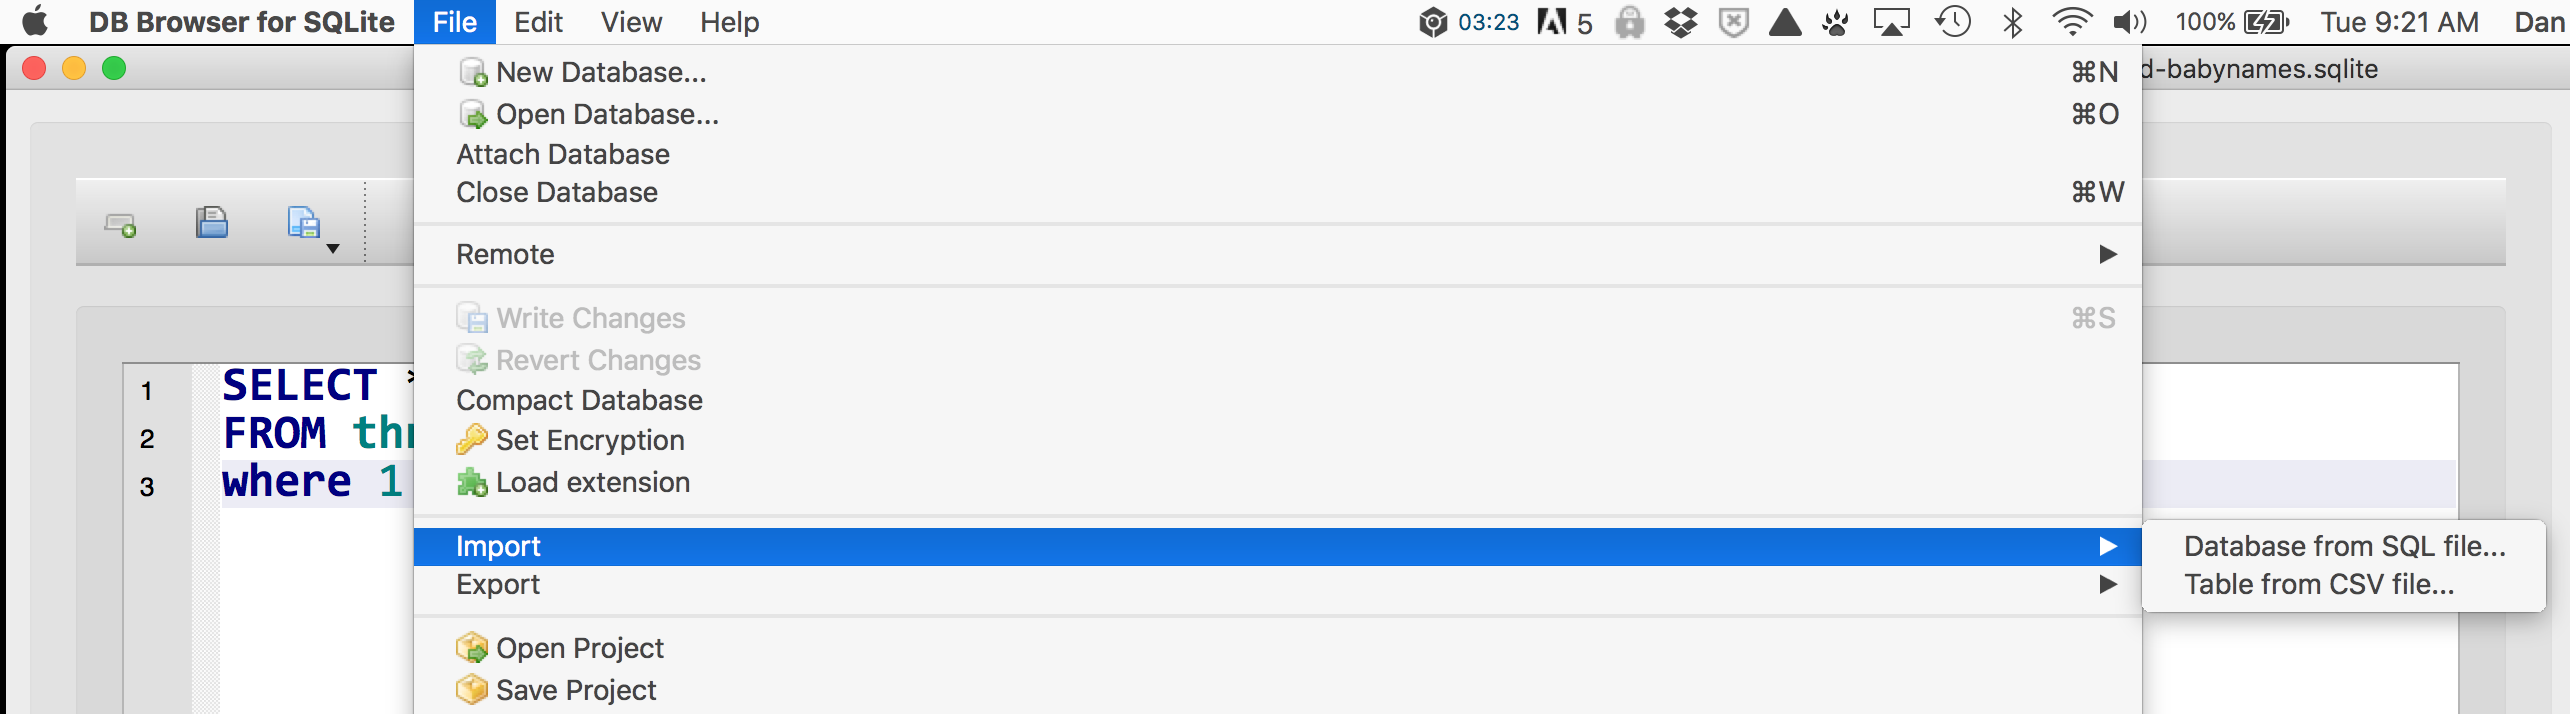 DB Browser for SQLite File Edit View Help 03:23 5 100% Tue 9:21 AM Dan
d-babynames.sqlite
New Database... ⌘N
Open Database... ⌘O
Attach Database
Close Database ⌘W
Remote
Write Changes ⌘S
Revert Changes
Compact Database
Set Encryption
Load extension
Import
Export
Open Project
Save Project
Database from SQL file...
Table from CSV file...
1 SELECT *
2 FROM thr
3 where 1